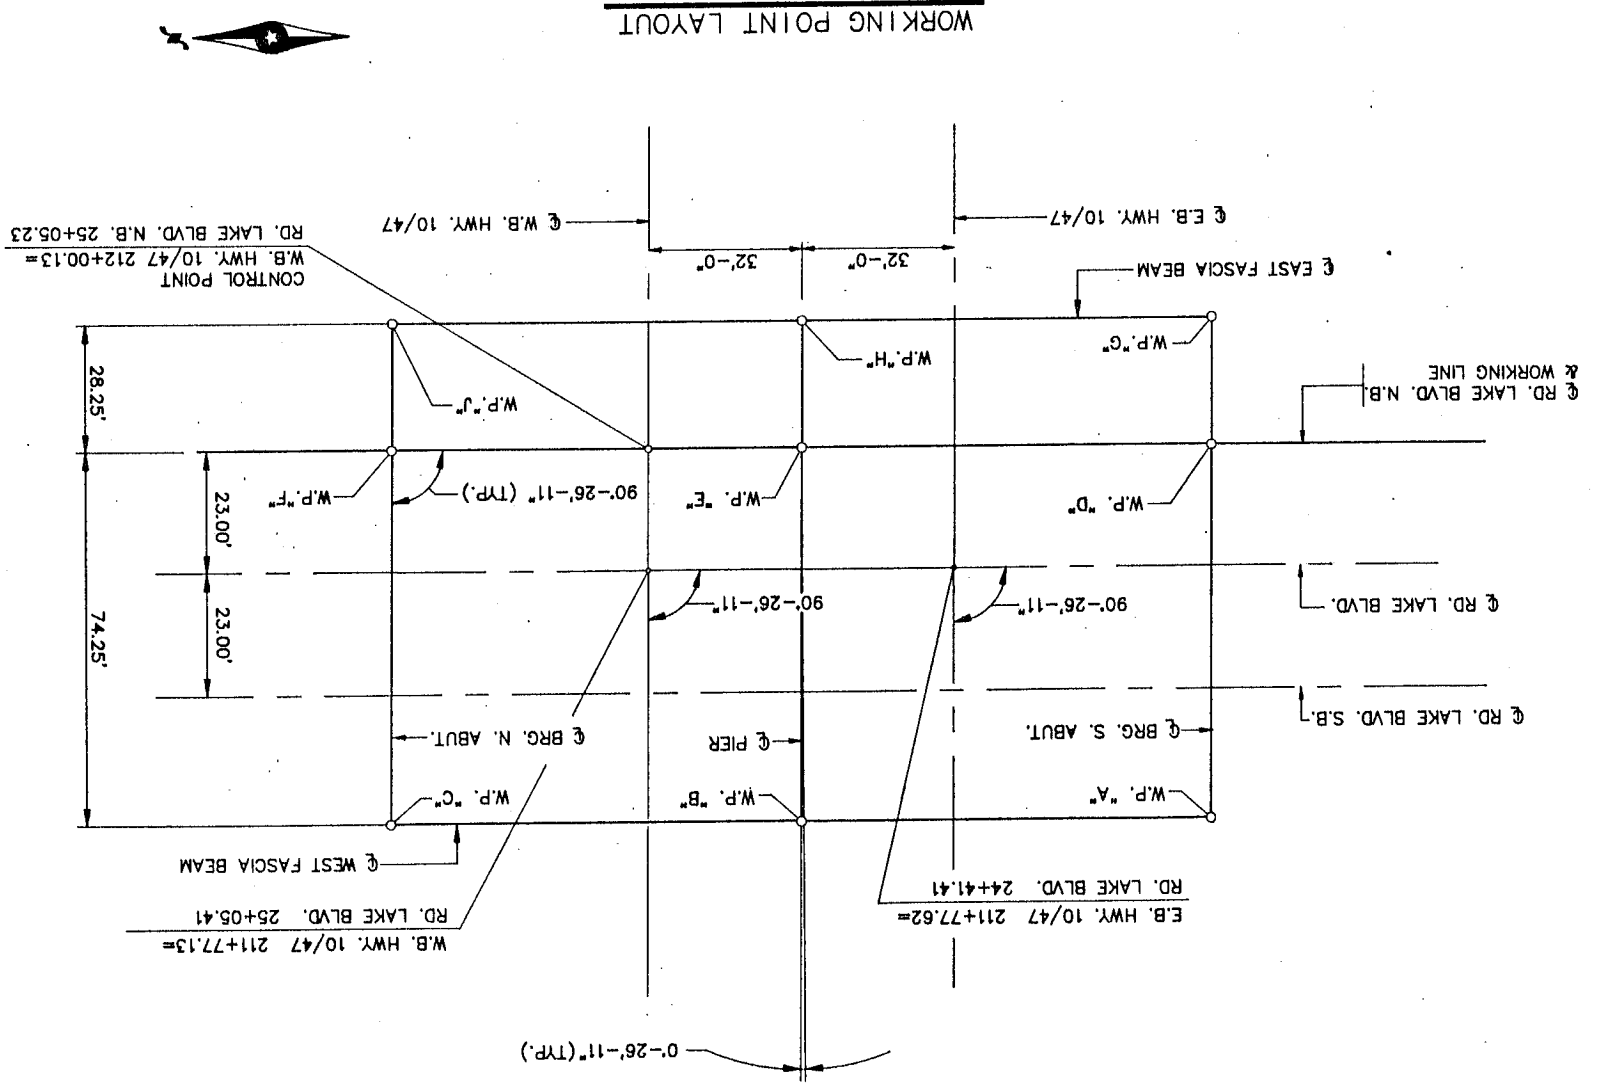 0°-26'-11" (TYP.)
E.B. HWY. 10/47 211+77.62=
RD. LAKE BLVD. 24+41.41
W.B. HWY. 10/47 211+77.13=
RD. LAKE BLVD. 25+05.41
℄ WEST FASCIA BEAM
W.P. "A"
W.P. "B"
W.P. "C"
℄ BRG. S. ABUT.
℄ PIER
℄ BRG. N. ABUT.
℄ RD. LAKE BLVD. S.B.
℄ RD. LAKE BLVD.
90°-26'-11"
90°-26'-11"
23.00'
23.00'
74.25'
W.P. "D"
W.P. "E"
90°-26'-11" (TYP.)
W.P."F"
℄ RD. LAKE BLVD. N.B.
& WORKING LINE
W.P."G"
W.P."H"
W.P."J"
28.25'
℄ EAST FASCIA BEAM
32'-0"
32'-0"
CONTROL POINT
W.B. HWY. 10/47 212+00.13=
RD. LAKE BLVD. N.B. 25+05.23
℄ E.B. HWY. 10/47
℄ W.B. HWY. 10/47
WORKING POINT LAYOUT
N